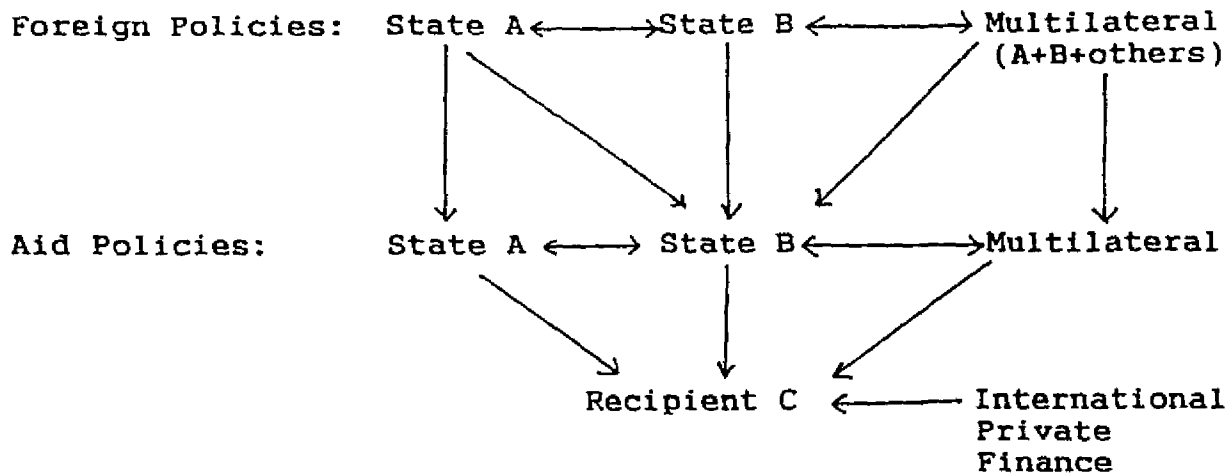 Foreign Policies: State A State B Multilateral
(A+B+others)
Aid Policies: State A State B Multilateral
Recipient C International
Private
Finance